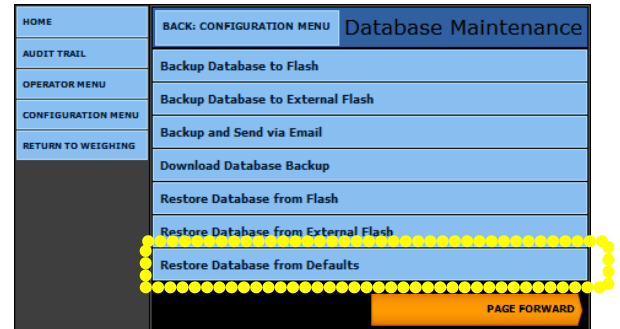 HOME
AUDIT TRAIL
OPERATOR MENU
CONFIGURATION MENU
RETURN TO WEIGHING
BACK: CONFIGURATION MENU
Database Maintenance
Backup Database to Flash
Backup Database to External Flash
Backup and Send via Email
Download Database Backup
Restore Database from Flash
Restore Database from External Flash
Restore Database from Defaults
PAGE FORWARD